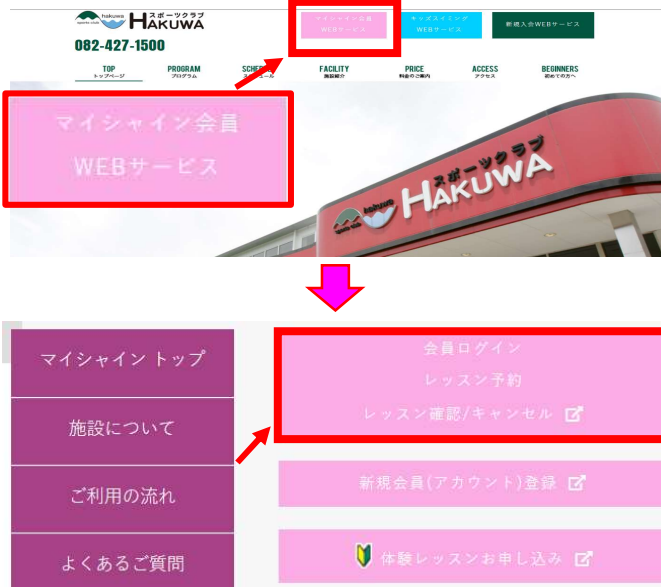 hakuwa
sports club
スポーツクラブ
HAKUWA
082-427-1500
マイシャイン会員
WEBサービス
キッズスイミング
WEBサービス
新規入会WEBサービス
TOP
トップページ
PROGRAM
プログラム
FACILITY
施設紹介
PRICE
料金のご案内
ACCESS
アクセス
BEGINNERS
初めての方へ
マイシャイン会員
WEBサービス
hakuwa
スポーツクラブ
HAKUWA
マイシャイン トップ
施設について
ご利用の流れ
よくあるご質問
会員ログイン
レッスン予約
レッスン確認/キャンセル
新規会員(アカウント)登録
体験レッスンお申し込み